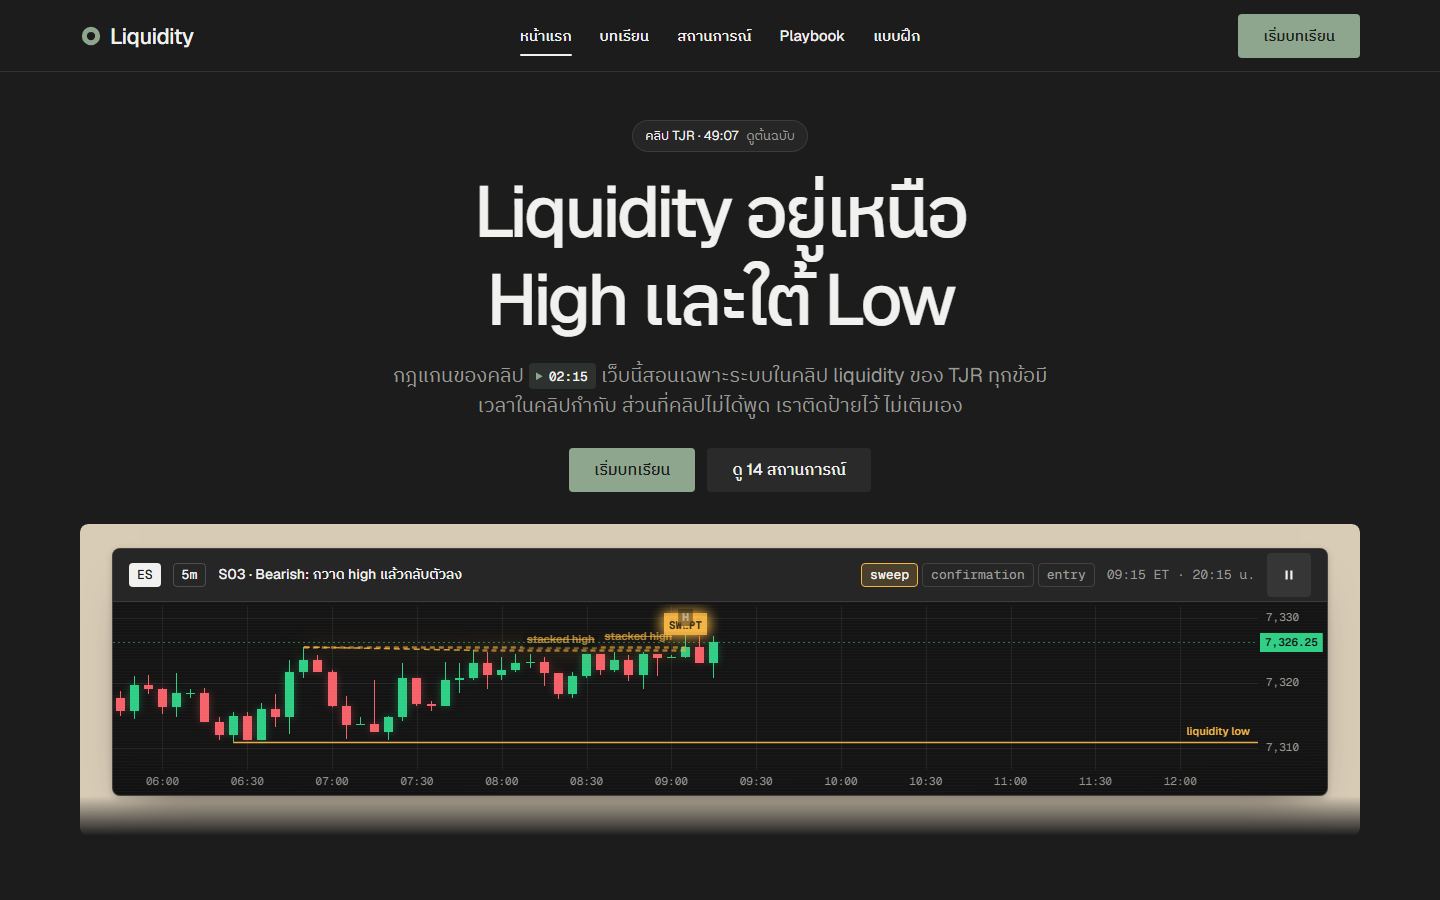 Liquidity
หน้าแรก บทเรียน สถานการณ์ Playbook แบบฝึก
เริ่มบทเรียน
คลิป TJR · 49:07 ดูต้นฉบับ
Liquidity อยู่เหนือ
High และใต้ Low
กฎแกนของคลิป 02:15 เว็บนี้สอนเฉพาะระบบในคลิป liquidity ของ TJR ทุกข้อมี
เวลาในคลิปกำกับ ส่วนที่คลิปไม่ได้พูด เราติดป้ายไว้ ไม่เติมเอง
เริ่มบทเรียน ดู 14 สถานการณ์
ES 5m S03 · Bearish: กวาด high แล้วกลับตัวลง sweep confirmation entry 09:15 ET · 20:15 น.
H
7,330
stacked high stacked high
7,326.25
7,320
liquidity low
7,310
06:00 06:30 07:00 07:30 08:00 08:30 09:00 09:30 10:00 10:30 11:00 11:30 12:00